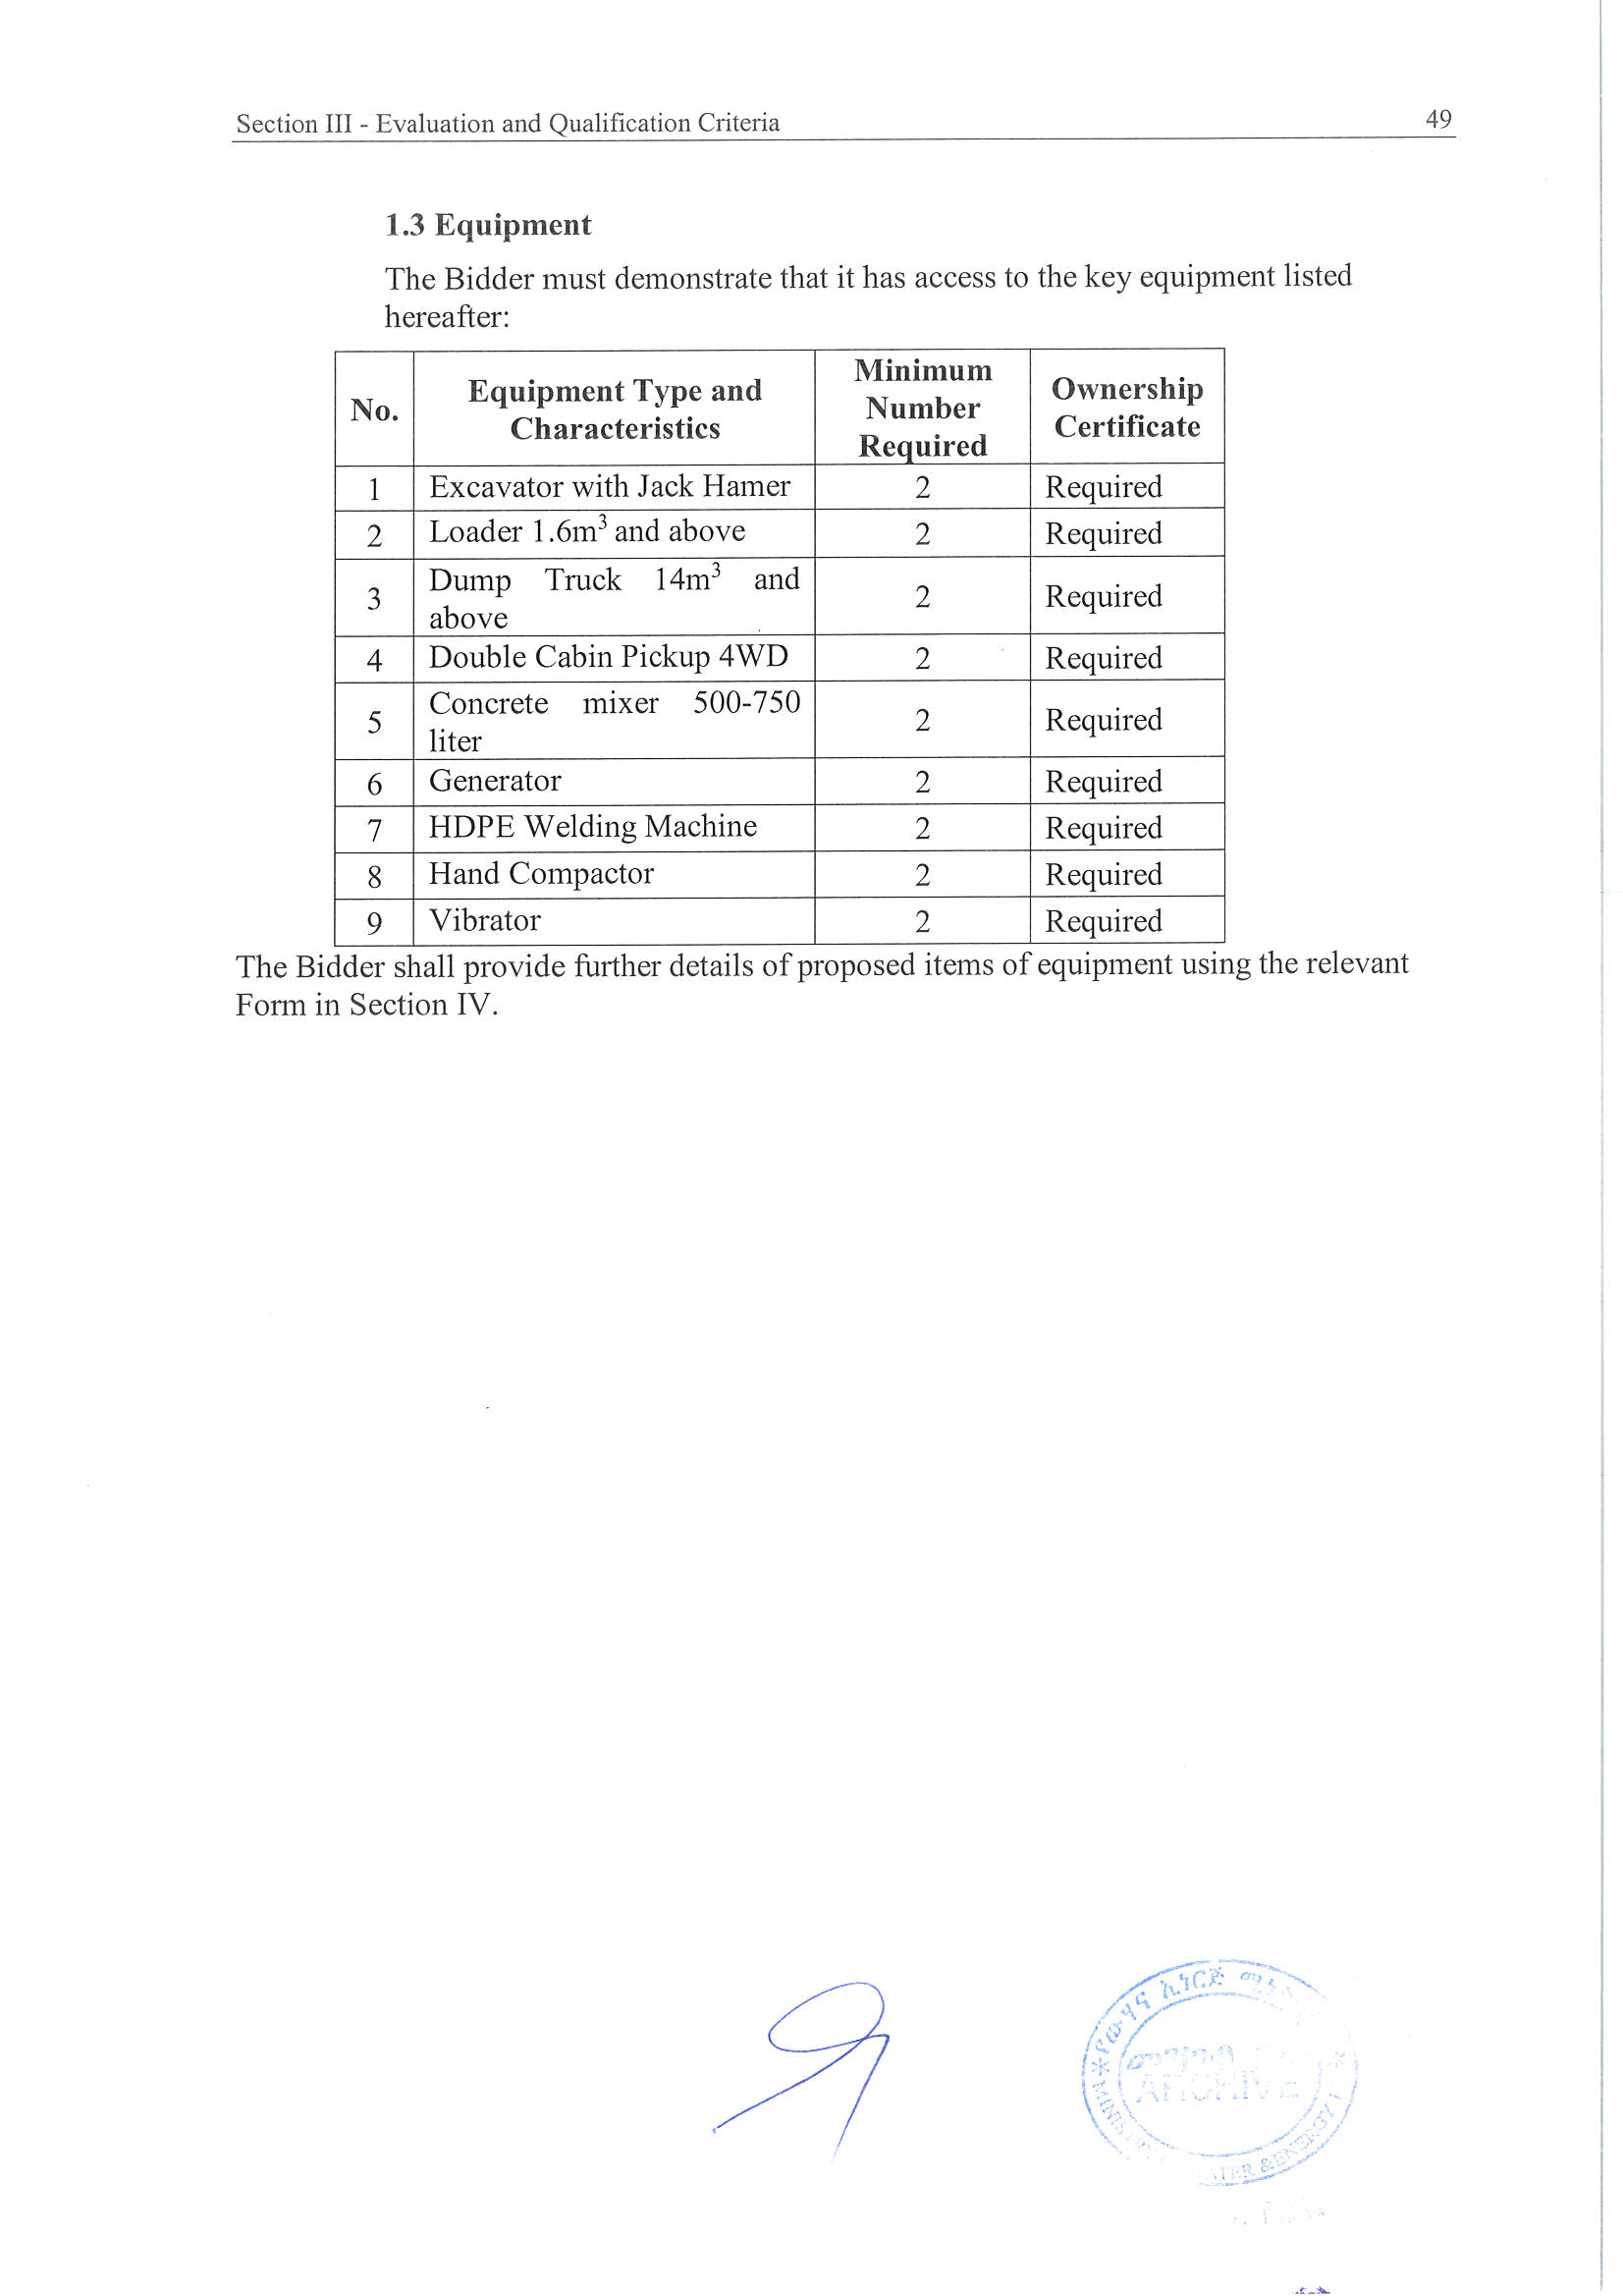 Section III - Evaluation and Qualification Criteria 49
1.3 Equipment
The Bidder must demonstrate that it has access to the key equipment listed
hereafter:
No. Equipment Type and Characteristics Minimum Number Required Ownership Certificate
1 Excavator with Jack Hamer 2 Required
2 Loader 1.6m³ and above 2 Required
3 Dump Truck 14m³ and above 2 Required
4 Double Cabin Pickup 4WD 2 Required
5 Concrete mixer 500-750 liter 2 Required
6 Generator 2 Required
7 HDPE Welding Machine 2 Required
8 Hand Compactor 2 Required
9 Vibrator 2 Required
The Bidder shall provide further details of proposed items of equipment using the relevant
Form in Section IV.
የውሃና ኢነርጂ
ARCHIVE
& ENERGY